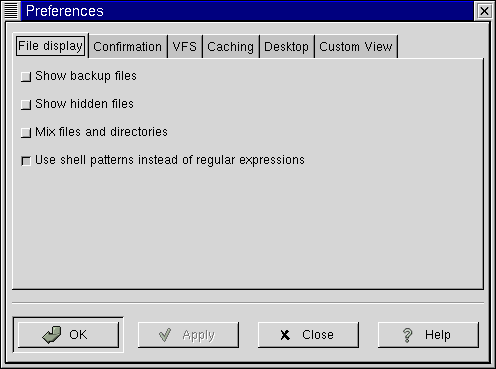 Preferences
File display Confirmation VFS Caching Desktop Custom View
Show backup files
Show hidden files
Mix files and directories
Use shell patterns instead of regular expressions
OK Apply Close Help